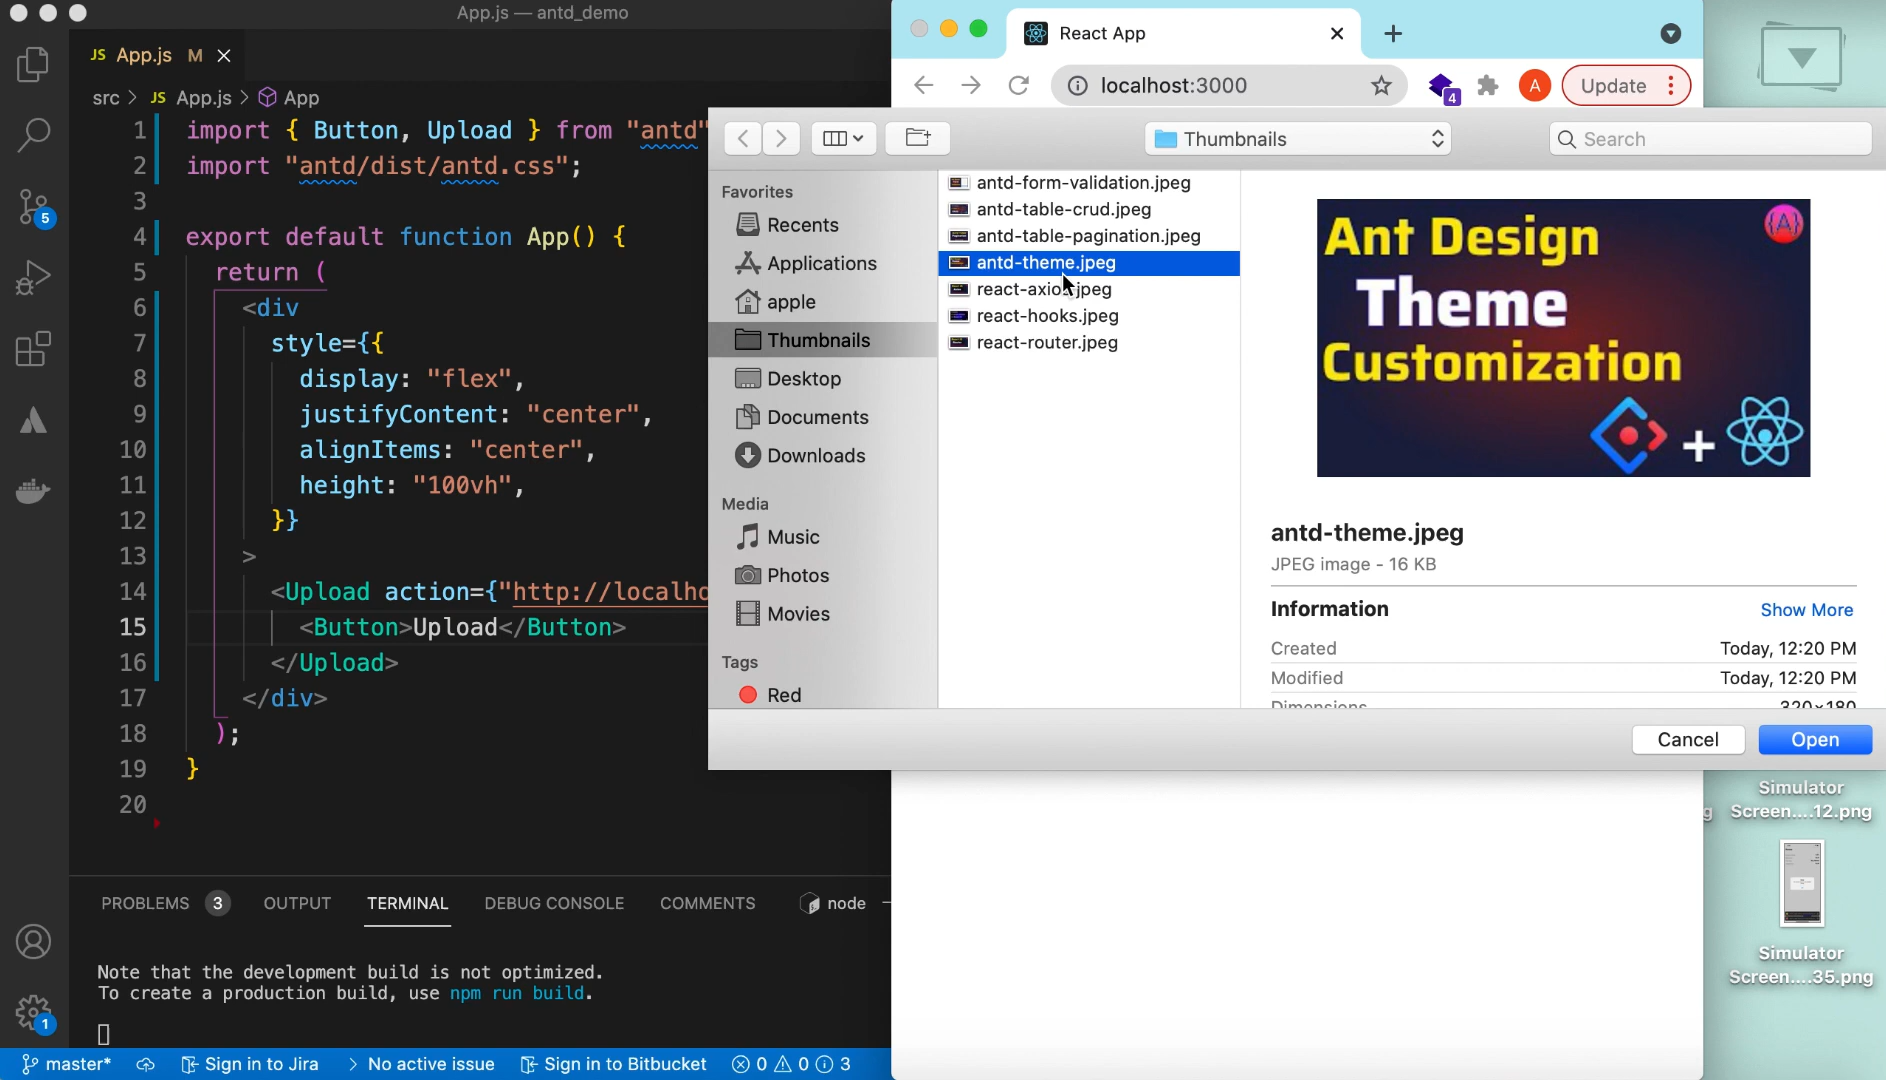 App.js — antd_demo
JS App.js M
src > JS App.js > App
1 import { Button, Upload } from "antd"
2 import "antd/dist/antd.css";
3
4 export default function App() {
5 return (
6 <div
7 style={{
8 display: "flex",
9 justifyContent: "center",
10 alignItems: "center",
11 height: "100vh",
12 }}
13 >
14 <Upload action={"http://localho
15 <Button>Upload</Button>
16 </Upload>
17 </div>
18 );
19 }
20
5
1
PROBLEMS 3 OUTPUT TERMINAL DEBUG CONSOLE COMMENTS node
Note that the development build is not optimized.
To create a production build, use npm run build.
master* Sign in to Jira > No active issue Sign in to Bitbucket 0 0 3
React App
localhost:3000
4
A
Update
Thumbnails
Search
Favorites
Recents
Applications
apple
Thumbnails
Desktop
Documents
Downloads
Media
Music
Photos
Movies
Tags
Red
antd-form-validation.jpeg
antd-table-crud.jpeg
antd-table-pagination.jpeg
antd-theme.jpeg
react-axios.jpeg
react-hooks.jpeg
react-router.jpeg
Ant Design
{A}
Theme
Customization
+
antd-theme.jpeg
JPEG image - 16 KB
Information Show More
Created Today, 12:20 PM
Modified Today, 12:20 PM
Dimensions 320×180
Cancel Open
Simulator
Screen....12.png
Simulator
Screen....35.png